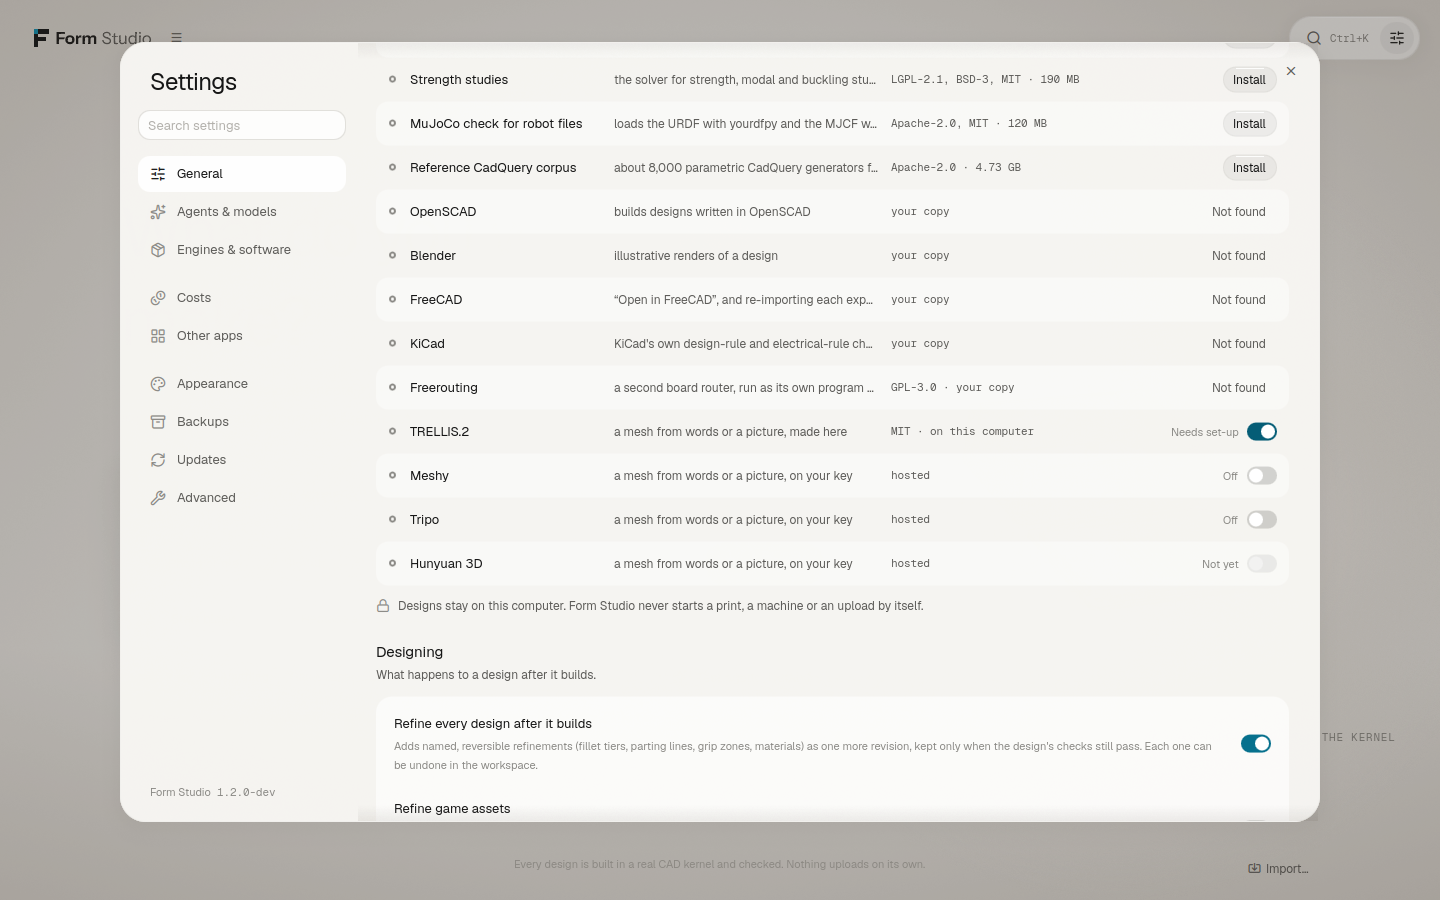 Form Studio
Ctrl+K
Settings
Search settings
General
Agents & models
Engines & software
Costs
Other apps
Appearance
Backups
Updates
Advanced
Form Studio 1.2.0-dev
Strength studies the solver for strength, modal and buckling stu… LGPL-2.1, BSD-3, MIT · 190 MB Install
MuJoCo check for robot files loads the URDF with yourdfpy and the MJCF w… Apache-2.0, MIT · 120 MB Install
Reference CadQuery corpus about 8,000 parametric CadQuery generators f… Apache-2.0 · 4.73 GB Install
OpenSCAD builds designs written in OpenSCAD your copy Not found
Blender illustrative renders of a design your copy Not found
FreeCAD “Open in FreeCAD”, and re-importing each exp… your copy Not found
KiCad KiCad's own design-rule and electrical-rule ch… your copy Not found
Freerouting a second board router, run as its own program … GPL-3.0 · your copy Not found
TRELLIS.2 a mesh from words or a picture, made here MIT · on this computer Needs set-up
Meshy a mesh from words or a picture, on your key hosted Off
Tripo a mesh from words or a picture, on your key hosted Off
Hunyuan 3D a mesh from words or a picture, on your key hosted Not yet
Designs stay on this computer. Form Studio never starts a print, a machine or an upload by itself.
Designing
What happens to a design after it builds.
Refine every design after it builds
Adds named, reversible refinements (fillet tiers, parting lines, grip zones, materials) as one more revision, kept only when the design's checks still pass. Each one can
be undone in the workspace.
Refine game assets
THE KERNEL
Every design is built in a real CAD kernel and checked. Nothing uploads on its own.
Import…